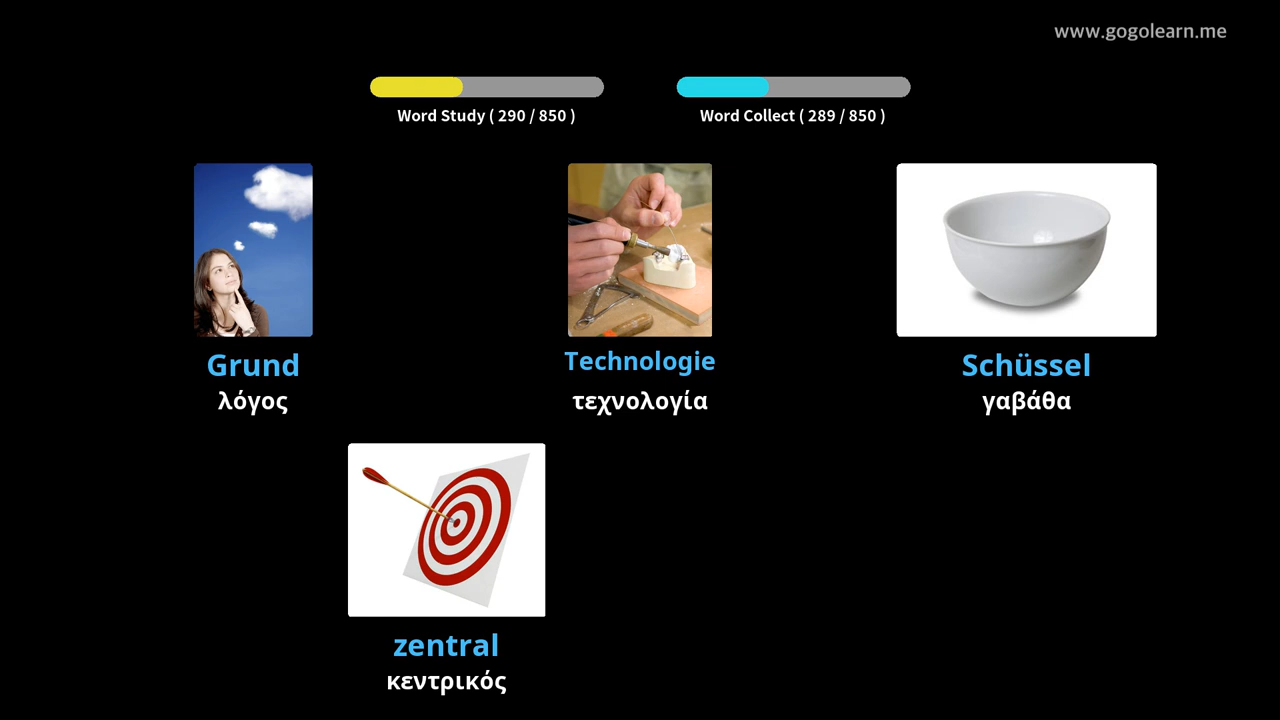 www.gogolearn.me
Word Study ( 290 / 850 )
Word Collect ( 289 / 850 )
Grund
λόγος
Technologie
τεχνολογία
Schüssel
γαβάθα
zentral
κεντρικός